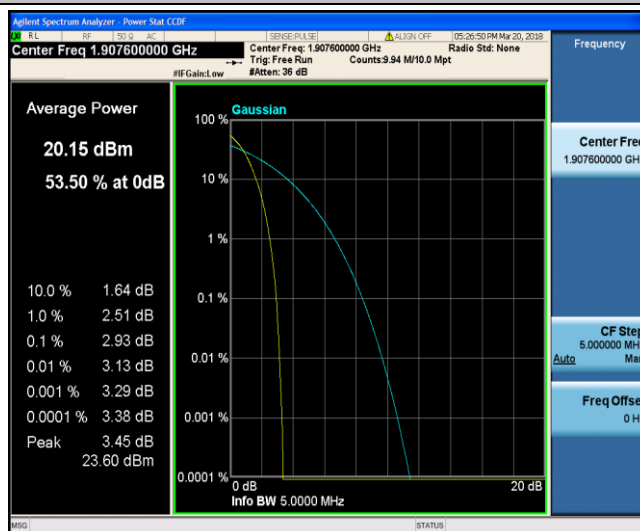 Agilent Spectrum Analyzer - Power Stat CCDF
RL RF 50 Ω AC SENSE:PULSE ALIGN OFF 05:26:50 PM Mar 20, 2018
Center Freq 1.907600000 GHz
Center Freq: 1.907600000 GHz Radio Std: None
Trig: Free Run Counts:9.94 M/10.0 Mpt
#IFGain:Low #Atten: 36 dB
Frequency
Average Power
20.15 dBm
53.50 % at 0dB
10.0 % 1.64 dB
1.0 % 2.51 dB
0.1 % 2.93 dB
0.01 % 3.13 dB
0.001 % 3.29 dB
0.0001 % 3.38 dB
Peak 3.45 dB
23.60 dBm
Gaussian
100 %
10 %
1 %
0.1 %
0.01 %
0.001 %
0.0001 %
0 dB 20 dB
Info BW 5.0000 MHz
Center Fre
1.907600000 GH
CF Step
5.000000 MH
Auto Ma
Freq Offse
0 H
MSG STATUS